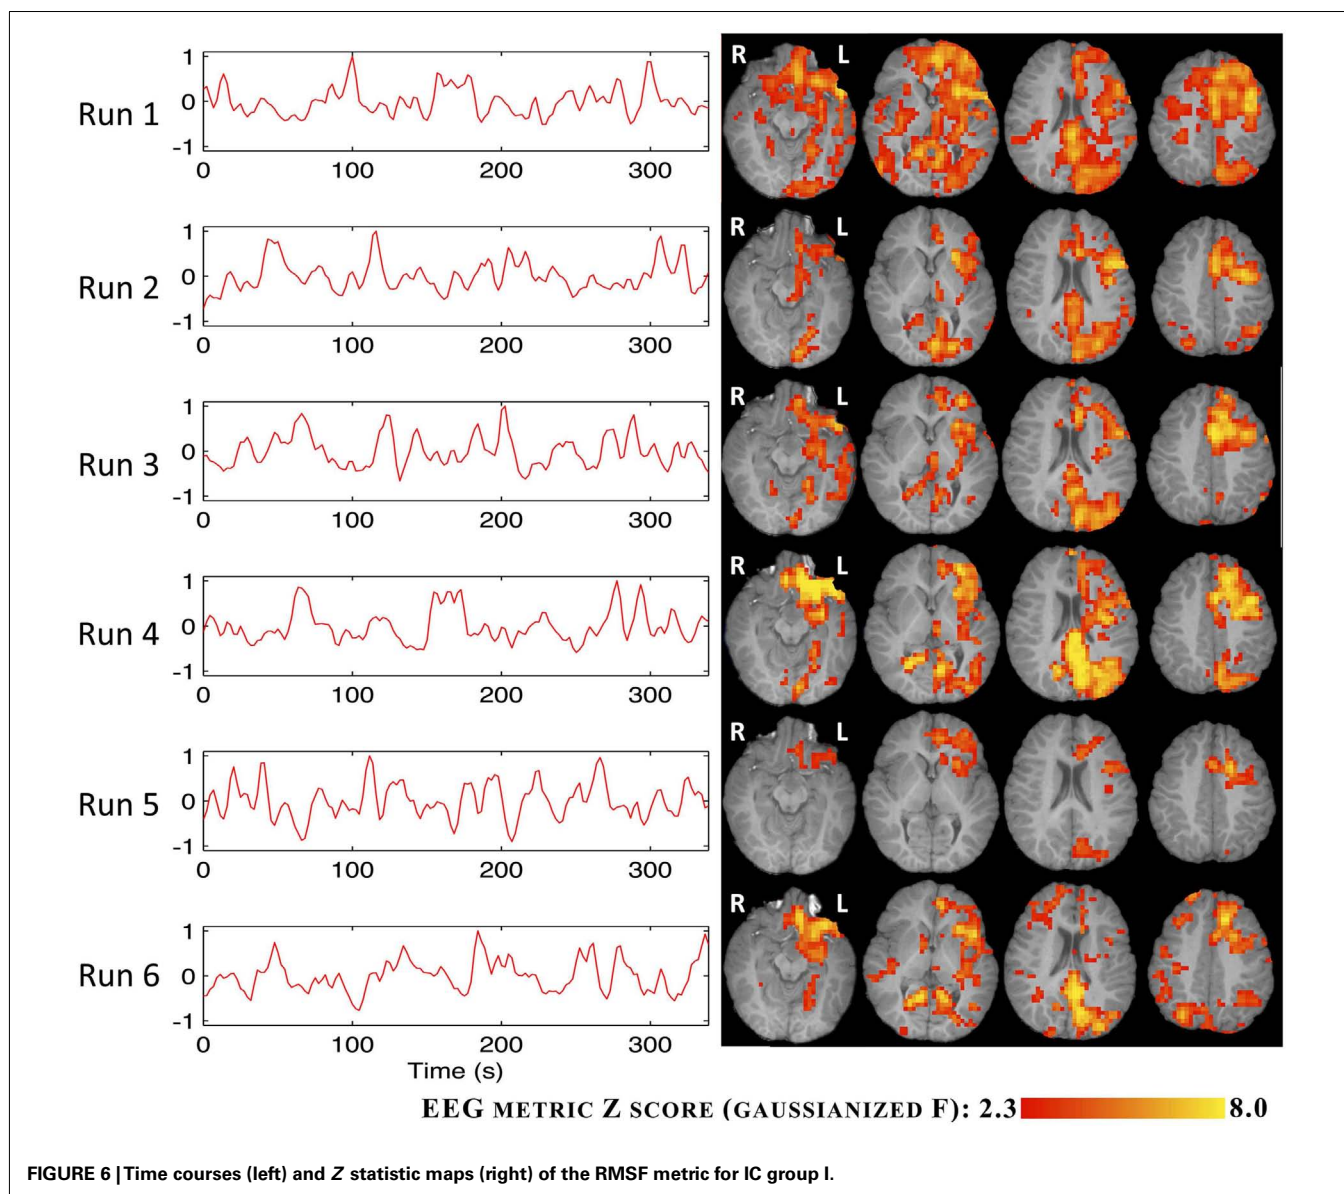 Run 1
1
0
-1
0 100 200 300
R L
Run 2
1
0
-1
0 100 200 300
R L
Run 3
1
0
-1
0 100 200 300
R L
Run 4
1
0
-1
0 100 200 300
R L
Run 5
1
0
-1
0 100 200 300
R L
Run 6
1
0
-1
0 100 200 300
R L
Time (s)
EEG METRIC Z SCORE (GAUSSIANIZED F): 2.3 8.0
FIGURE 6 | Time courses (left) and Z statistic maps (right) of the RMSF metric for IC group I.